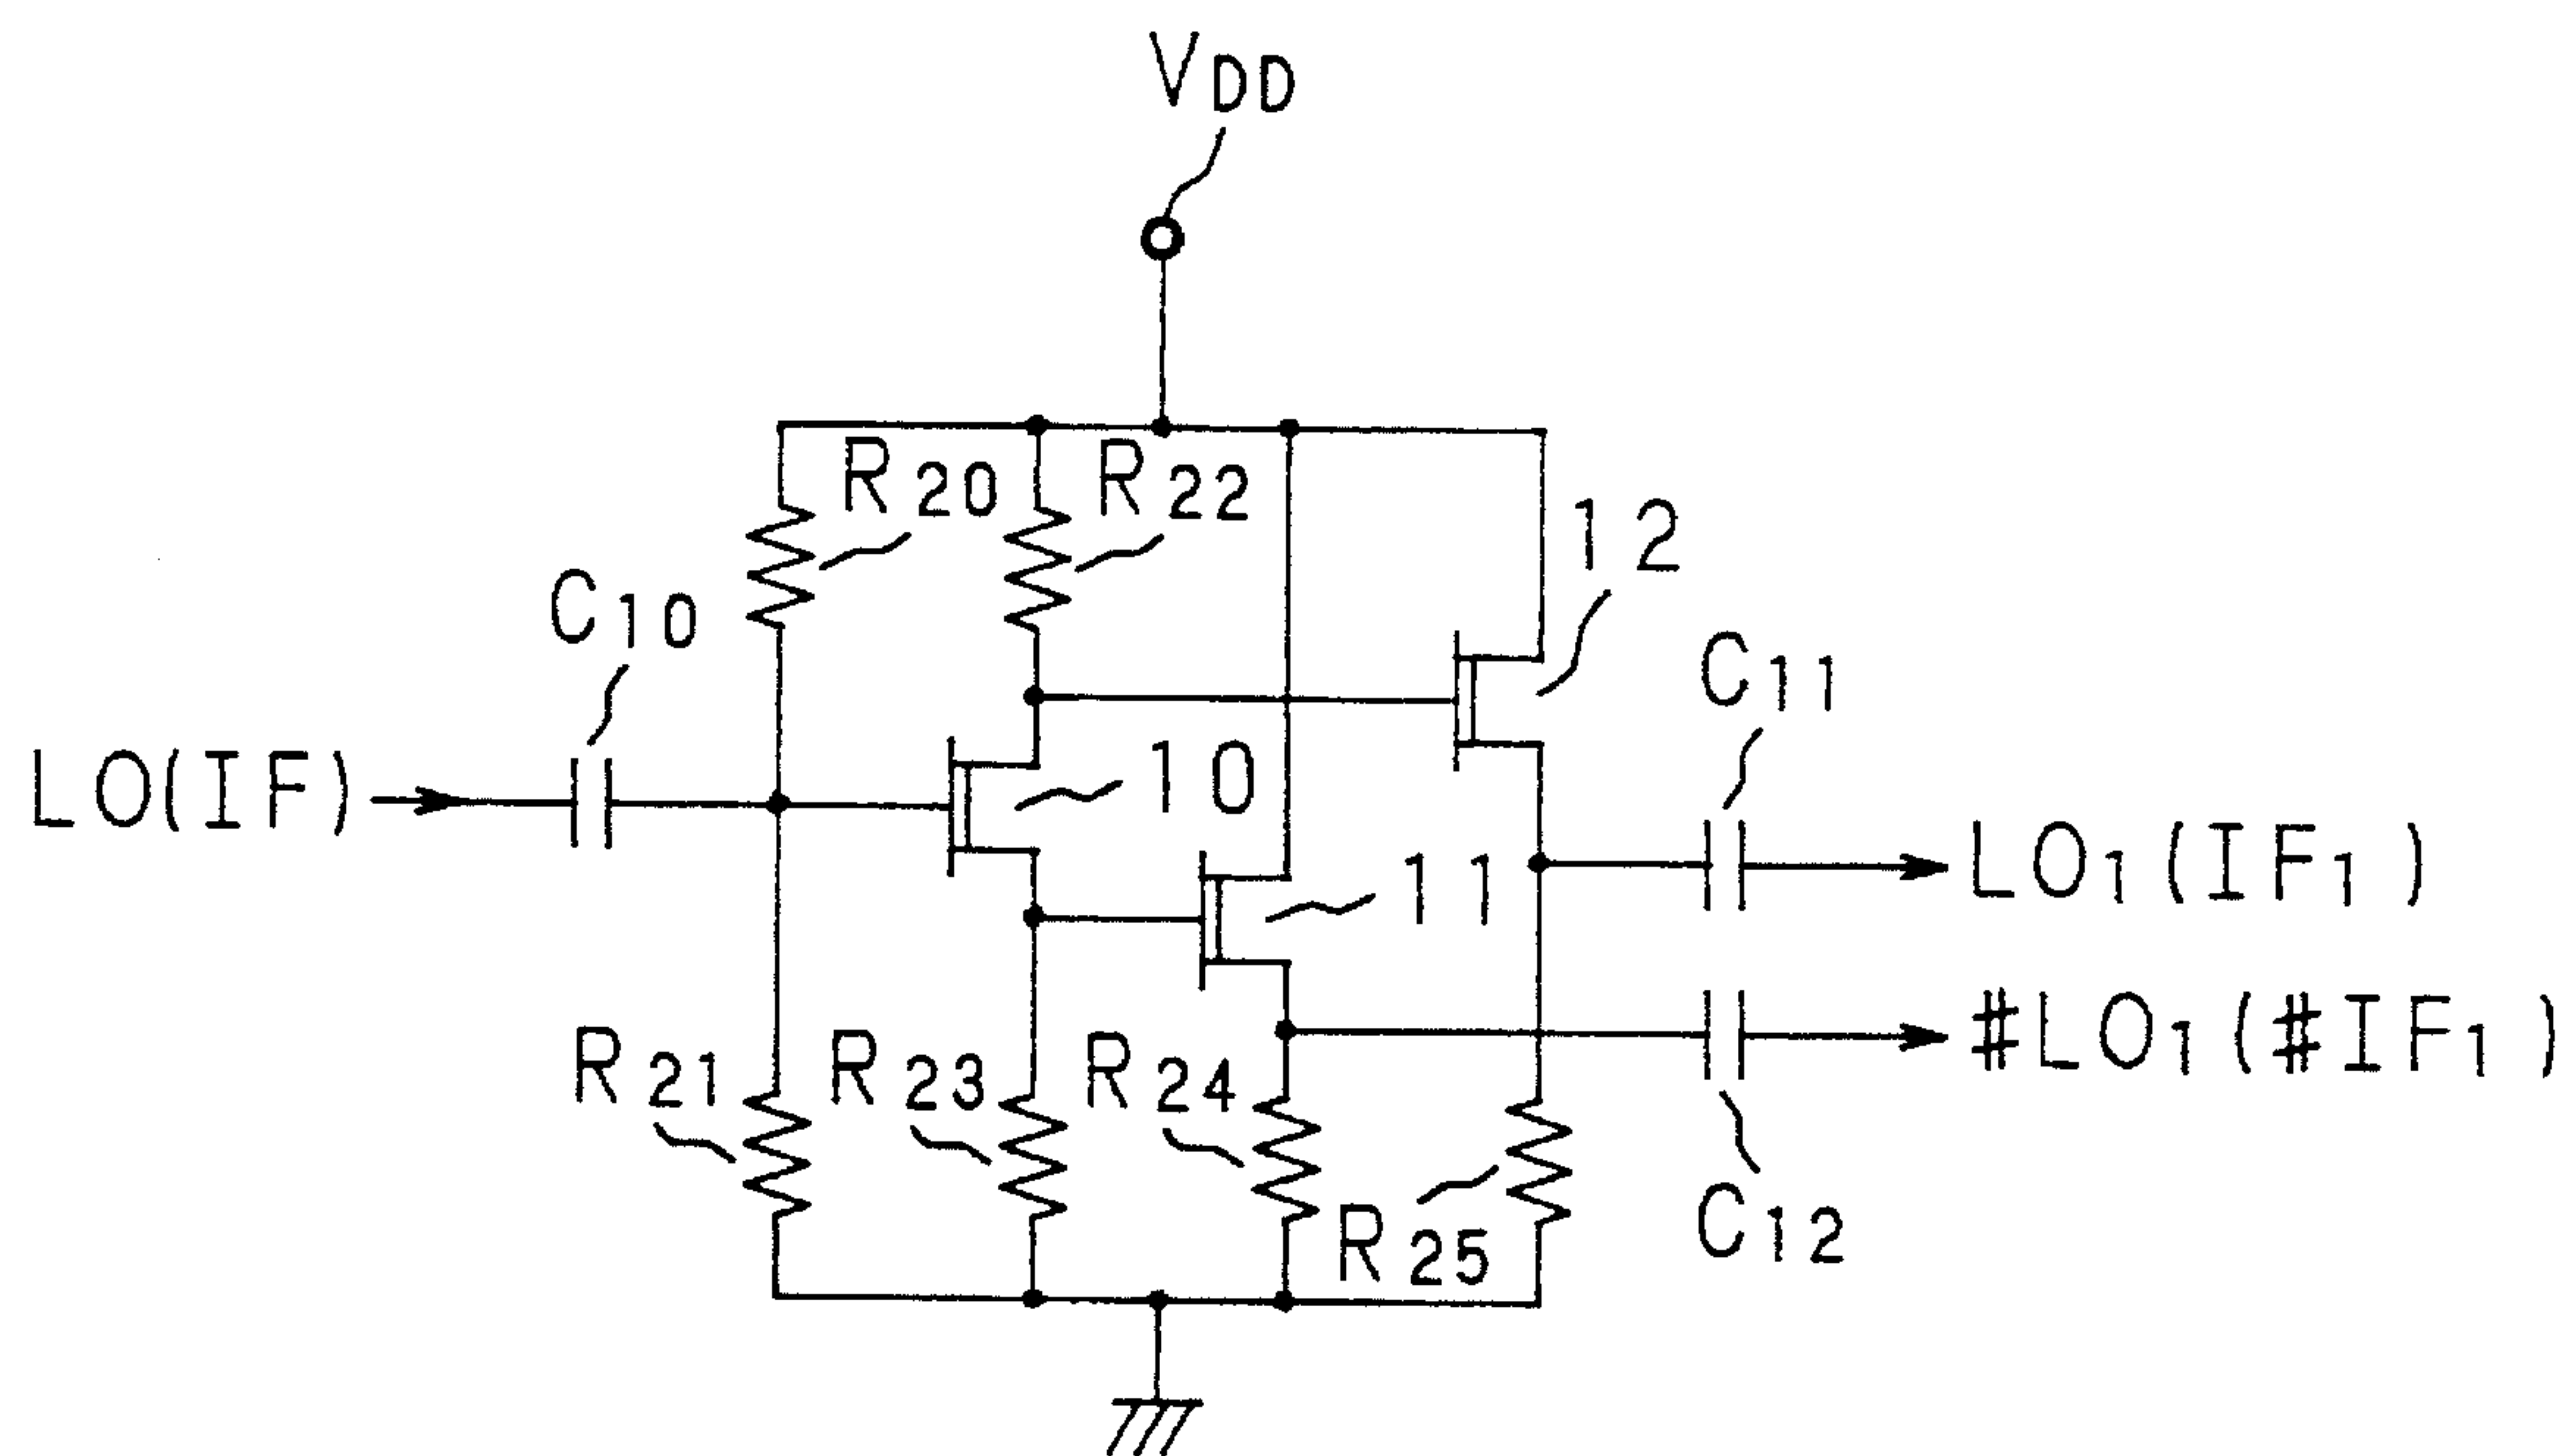 VDD
R20
R22
12
C10
C11
LO(IF)
10
11
LO1(IF1)
#LO1(#IF1)
R21
R23
R24
R25
C12